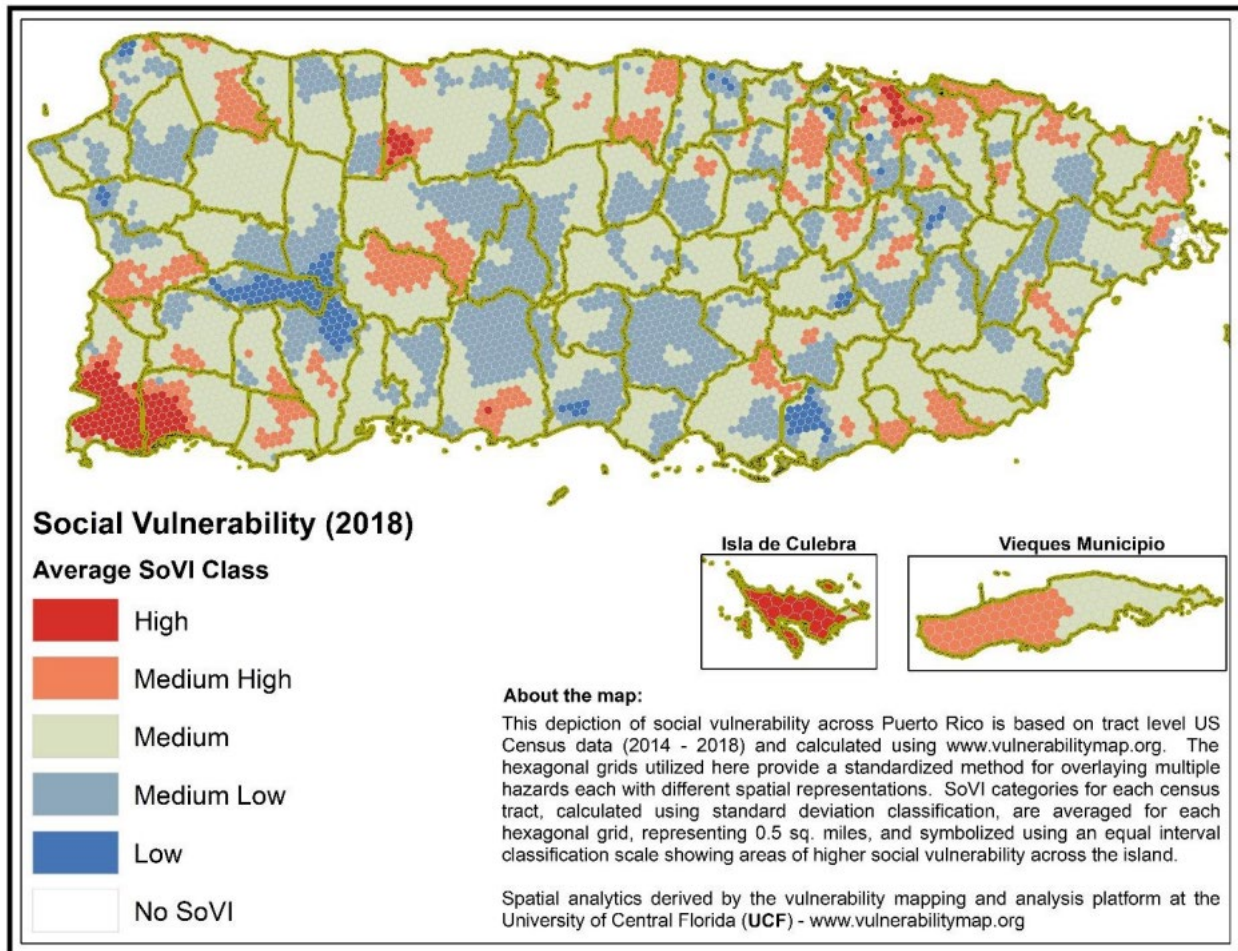 Social Vulnerability (2018)
Average SoVI Class
High
Medium High
Medium
Medium Low
Low
No SoVI
Isla de Culebra
Vieques Municipio
About the map:
This depiction of social vulnerability across Puerto Rico is based on tract level US
Census data (2014 - 2018) and calculated using www.vulnerabilitymap.org. The
hexagonal grids utilized here provide a standardized method for overlaying multiple
hazards each with different spatial representations. SoVI categories for each census
tract, calculated using standard deviation classification, are averaged for each
hexagonal grid, representing 0.5 sq. miles, and symbolized using an equal interval
classification scale showing areas of higher social vulnerability across the island.
Spatial analytics derived by the vulnerability mapping and analysis platform at the
University of Central Florida (UCF) - www.vulnerabilitymap.org